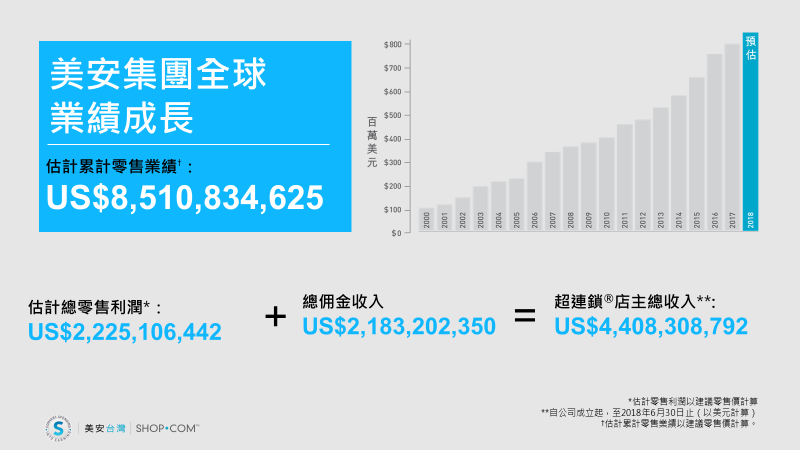 美安集團全球
業績成長
估計累計零售業績†：
US$8,510,834,625
百萬美元
$800
$700
$600
$500
$400
$300
$200
$100
$0
2000
2001
2002
2003
2004
2005
2006
2007
2008
2009
2010
2011
2012
2013
2014
2015
2016
2017
2018
預估
估計總零售利潤*：
US$2,225,106,442
+
總佣金收入
US$2,183,202,350
=
超連鎖®店主總收入**:
US$4,408,308,792
*估計零售利潤以建議零售價計算
**自公司成立起，至2018年6月30日止（以美元計算）
†估計累計零售業績以建議零售價計算。
S
美安台灣 | SHOP•COM™